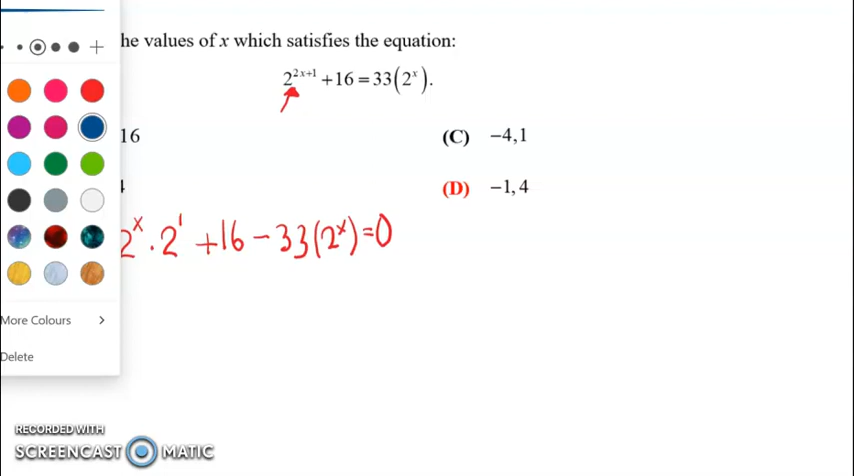 he values of x which satisfies the equation:
2^{2x+1} + 16 = 33(2^x).
16
(C) −4, 1
4
(D) −1, 4
2^x · 2^1 + 16 − 33(2^x) = 0
More Colours
Delete
RECORDED WITH
SCREENCAST MATIC